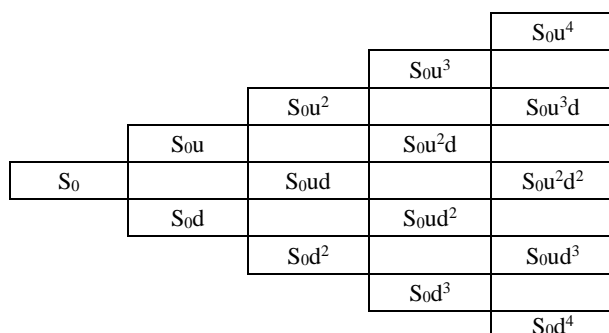 S₀u⁴
S₀u³
S₀u² S₀u³d
S₀u S₀u²d
S₀ S₀ud S₀u²d²
S₀d S₀ud²
S₀d² S₀ud³
S₀d³
S₀d⁴